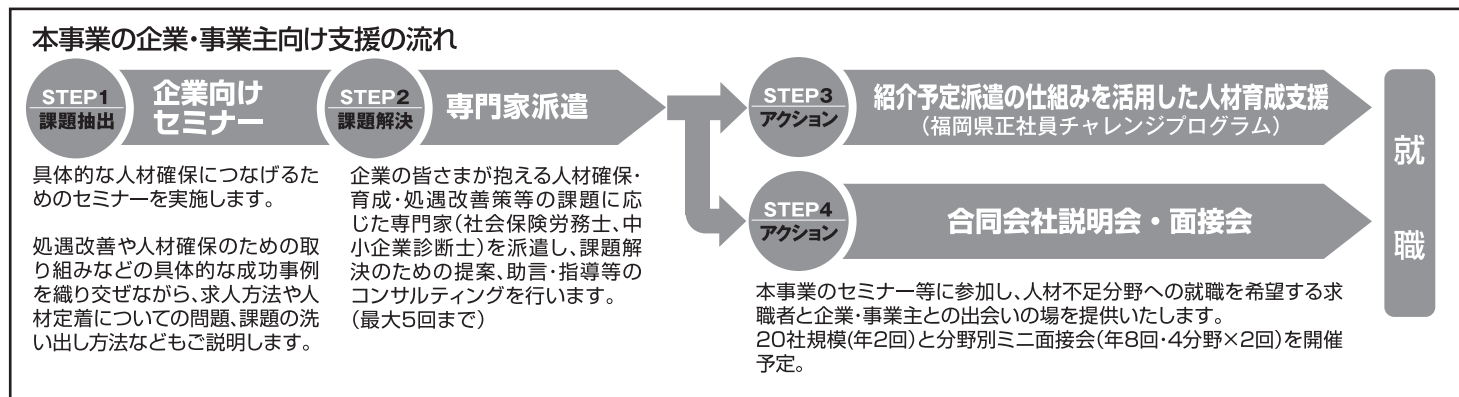 本事業の企業・事業主向け支援の流れ
STEP1
課題抽出
企業向け
セミナー
具体的な人材確保につなげるた
めのセミナーを実施します。
処遇改善や人材確保のための取
り組みなどの具体的な成功事例
を織り交ぜながら、求人方法や人
材定着についての問題、課題の洗
い出し方法などもご説明します。
STEP2
課題解決
専門家派遣
企業の皆さまが抱える人材確保・
育成・処遇改善策等の課題に応
じた専門家(社会保険労務士、中
小企業診断士)を派遣し、課題解
決のための提案、助言・指導等の
コンサルティングを行います。
(最大5回まで)
STEP3
アクション
紹介予定派遣の仕組みを活用した人材育成支援
(福岡県正社員チャレンジプログラム)
STEP4
アクション
合同会社説明会・面接会
本事業のセミナー等に参加し、人材不足分野への就職を希望する求
職者と企業・事業主との出会いの場を提供いたします。
20社規模(年2回)と分野別ミニ面接会(年8回・4分野×2回)を開催
予定。
就職